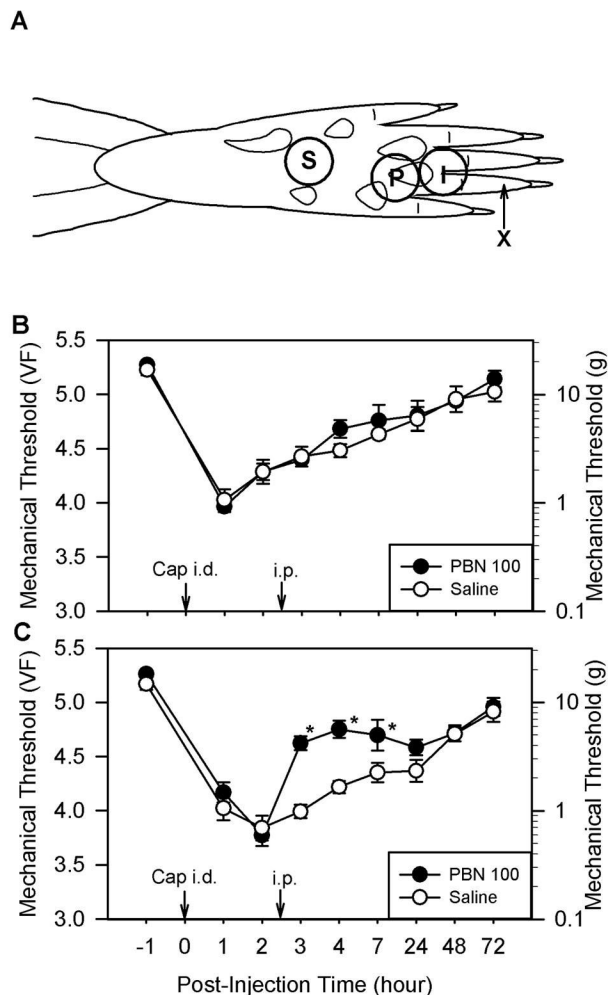 A
S
P
I
X
B
Mechanical Threshold (VF)
5.5
5.0
4.5
4.0
3.5
3.0
Cap i.d.
i.p.
PBN 100
Saline
10
1
0.1
Mechanical Threshold (g)
C
Mechanical Threshold (VF)
5.5
5.0
4.5
4.0
3.5
3.0
* * *
Cap i.d.
i.p.
PBN 100
Saline
10
1
0.1
Mechanical Threshold (g)
-1 0 1 2 3 4 7 24 48 72
Post-Injection Time (hour)